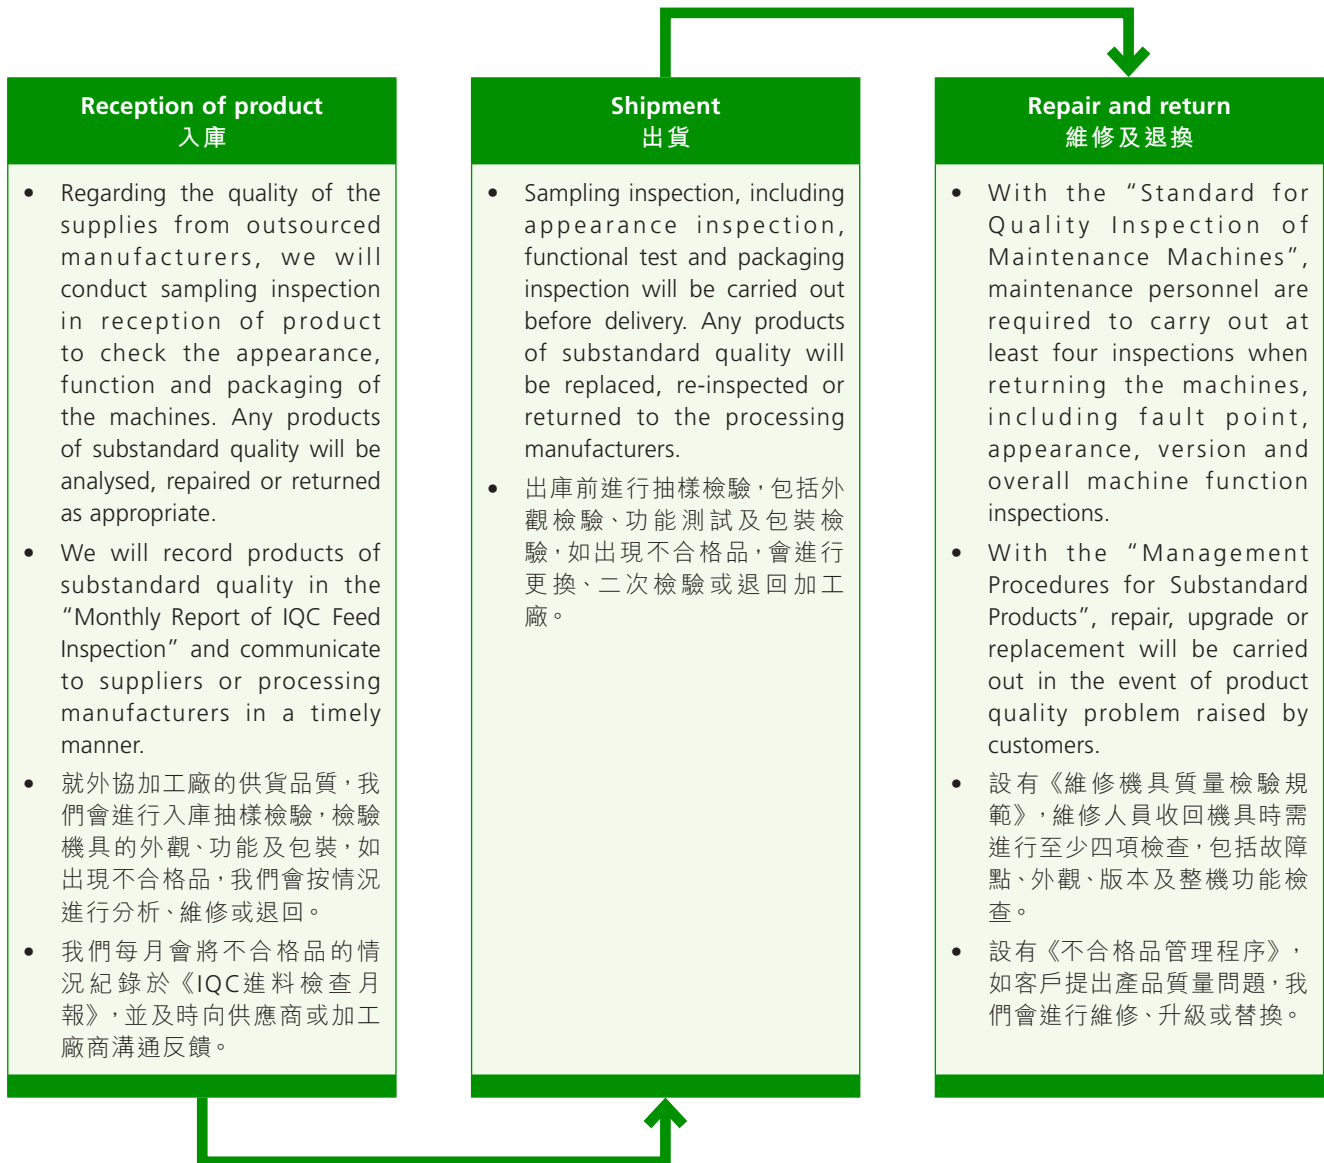 Reception of product
入庫
• Regarding the quality of the
supplies from outsourced
manufacturers, we will
conduct sampling inspection
in reception of product
to check the appearance,
function and packaging of
the machines. Any products
of substandard quality will be
analysed, repaired or returned
as appropriate.
• We will record products of
substandard quality in the
“Monthly Report of IQC Feed
Inspection” and communicate
to suppliers or processing
manufacturers in a timely
manner.
• 就外協加工廠的供貨品質，我
們會進行入庫抽樣檢驗，檢驗
機具的外觀、功能及包裝，如
出現不合格品，我們會按情況
進行分析、維修或退回。
• 我們每月會將不合格品的情
況紀錄於《IQC進料檢查月
報》，並及時向供應商或加工
廠商溝通反饋。
Shipment
出貨
• Sampling inspection, including
appearance inspection,
functional test and packaging
inspection will be carried out
before delivery. Any products
of substandard quality will
be replaced, re-inspected or
returned to the processing
manufacturers.
• 出庫前進行抽樣檢驗，包括外
觀檢驗、功能測試及包裝檢
驗，如出現不合格品，會進行
更換、二次檢驗或退回加工
廠。
Repair and return
維修及退換
• With the “Standard for
Quality Inspection of
Maintenance Machines”,
maintenance personnel are
required to carry out at
least four inspections when
returning the machines,
including fault point,
appearance, version and
overall machine function
inspections.
• With the “Management
Procedures for Substandard
Products”, repair, upgrade or
replacement will be carried
out in the event of product
quality problem raised by
customers.
• 設有《維修機具質量檢驗規
範》，維修人員收回機具時需
進行至少四項檢查，包括故障
點、外觀、版本及整機功能檢
查。
• 設有《不合格品管理程序》，
如客戶提出產品質量問題，我
們會進行維修、升級或替換。